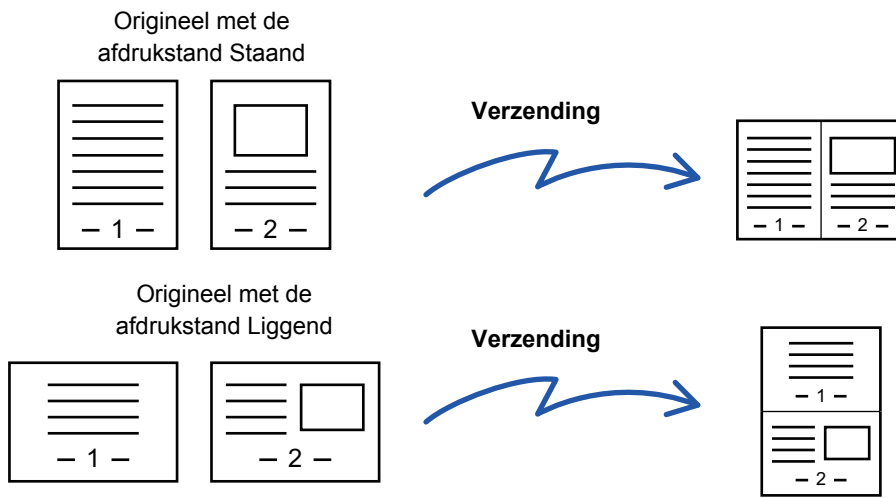 Origineel met de
afdrukstand Staand
Verzending
– 1 –
– 2 –
– 1 –
– 2 –
Origineel met de
afdrukstand Liggend
Verzending
– 1 –
– 2 –
– 1 –
– 2 –